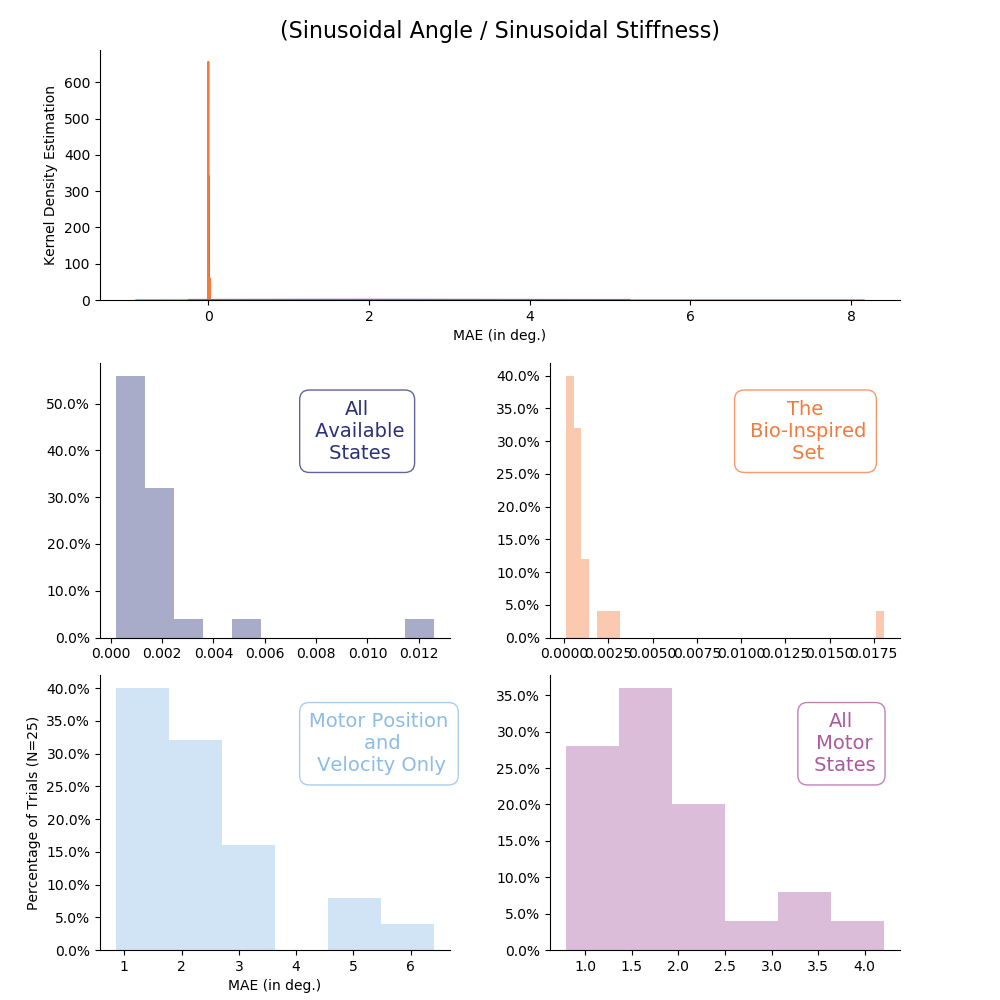 (Sinusoidal Angle / Sinusoidal Stiffness)
Kernel Density Estimation
600
500
400
300
200
100
0
0 2 4 6 8
MAE (in deg.)
50.0%
40.0%
30.0%
20.0%
10.0%
0.0%
All
Available
States
0.000 0.002 0.004 0.006 0.008 0.010 0.012
40.0%
35.0%
30.0%
25.0%
20.0%
15.0%
10.0%
5.0%
0.0%
The
Bio-Inspired
Set
0.0000 0.0025 0.0050 0.0075 0.0100 0.0125 0.0150 0.0175
Percentage of Trials (N=25)
40.0%
35.0%
30.0%
25.0%
20.0%
15.0%
10.0%
5.0%
0.0%
Motor Position
and
Velocity Only
1 2 3 4 5 6
MAE (in deg.)
35.0%
30.0%
25.0%
20.0%
15.0%
10.0%
5.0%
0.0%
All
Motor
States
1.0 1.5 2.0 2.5 3.0 3.5 4.0